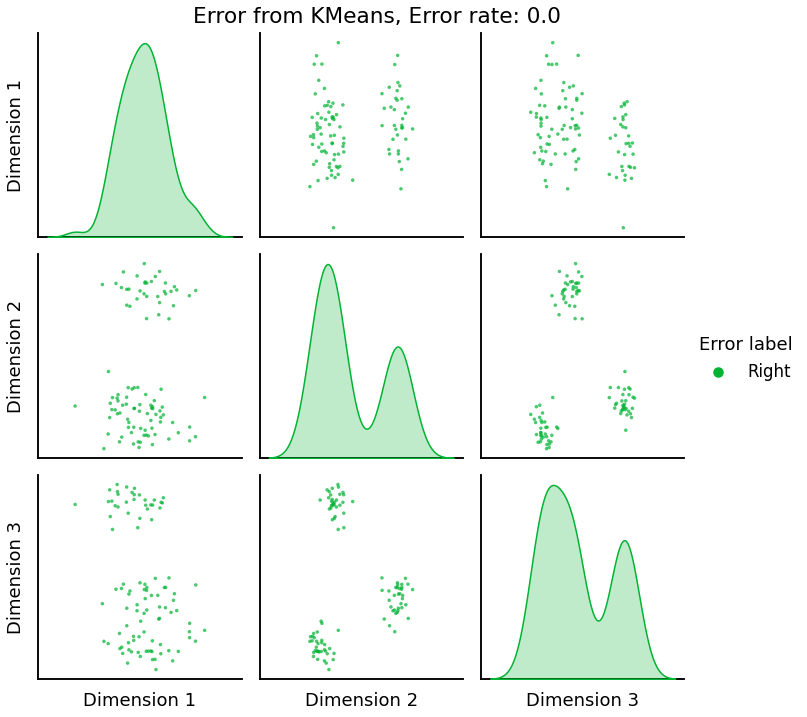 Error from KMeans, Error rate: 0.0
Dimension 1
Dimension 2
Error label
Right
Dimension 3
Dimension 1
Dimension 2
Dimension 3